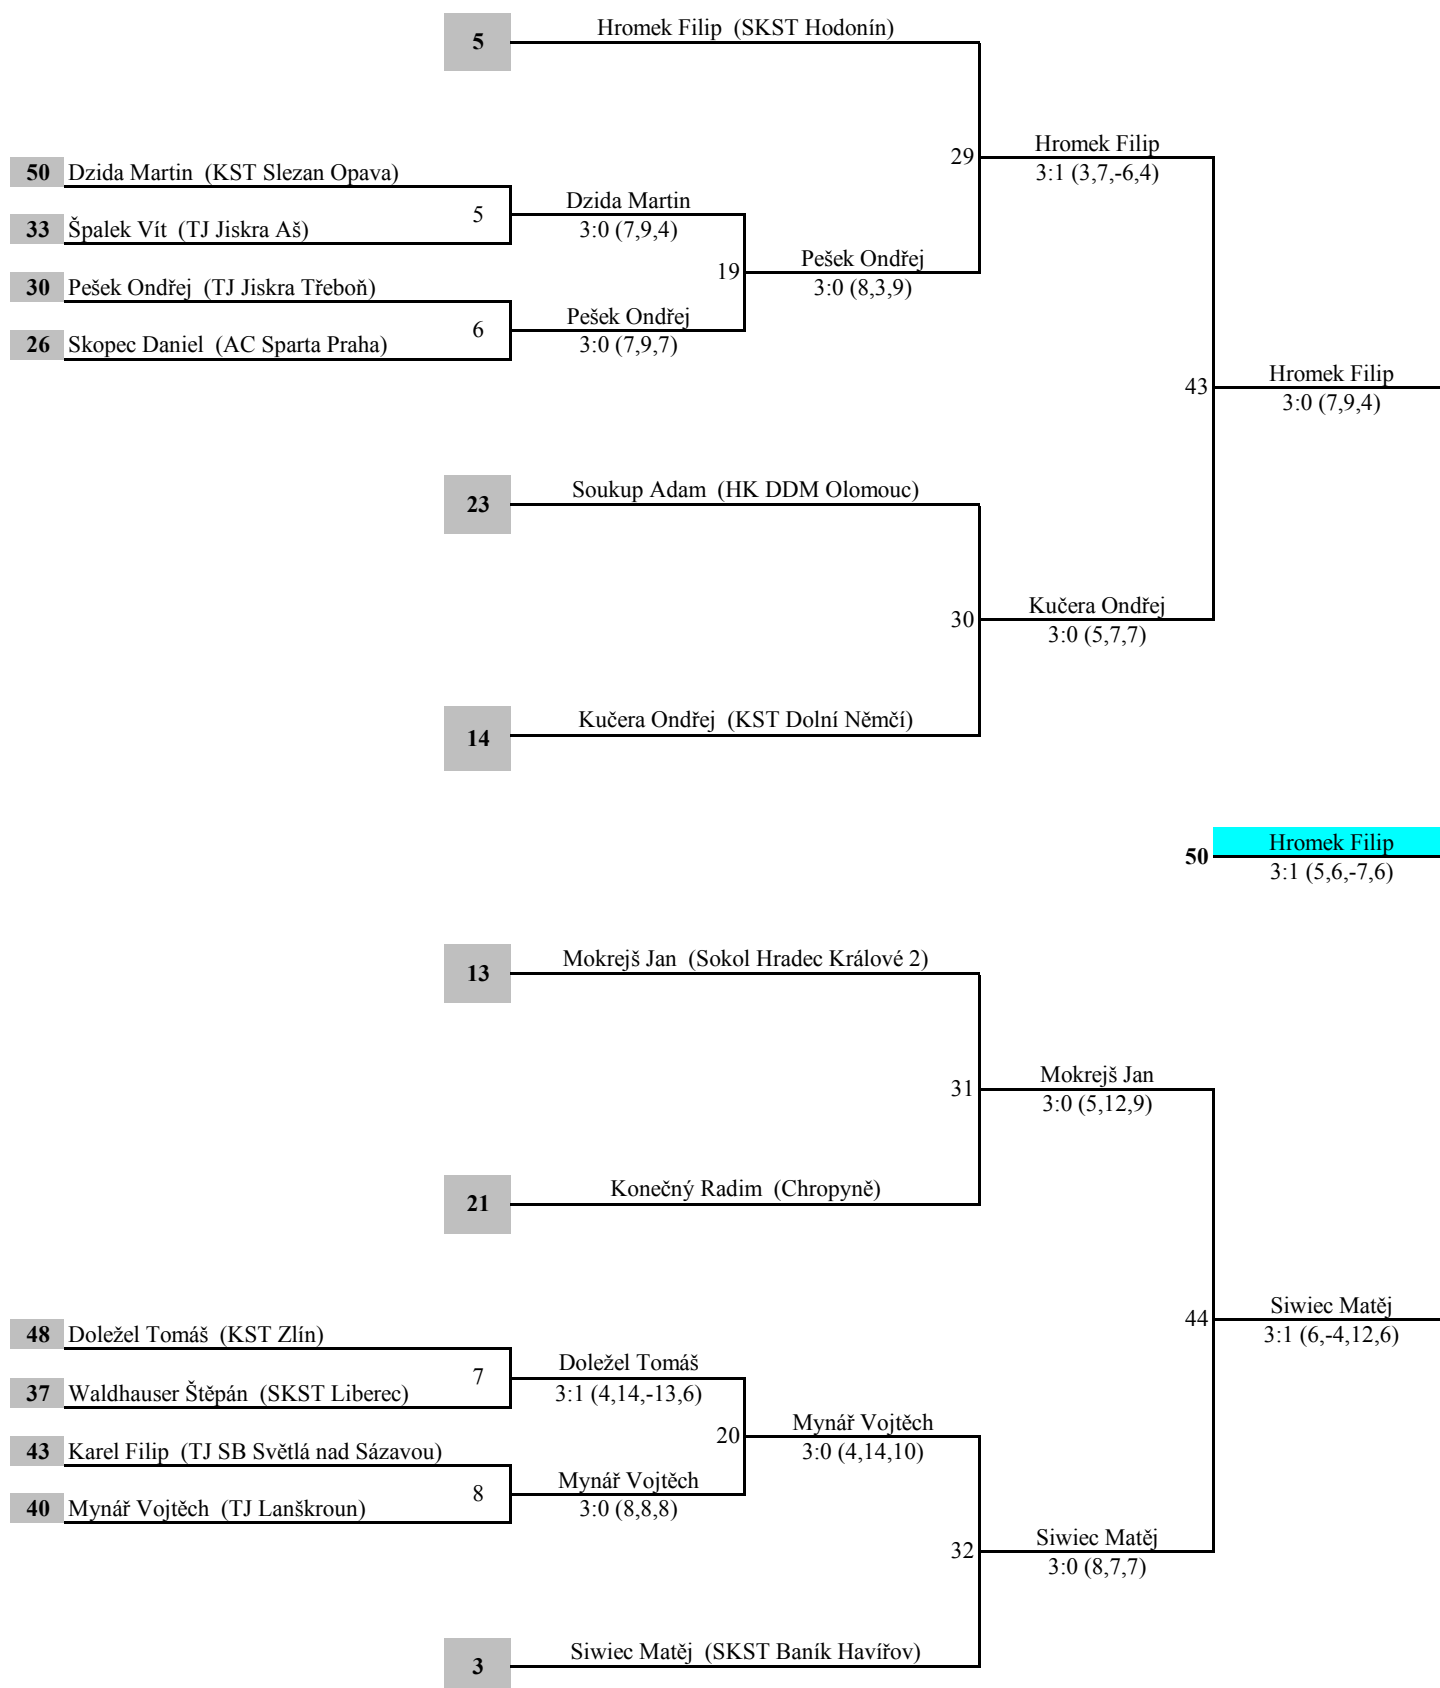 5
Hromek Filip  (SKST Hodonín)
29
Hromek Filip
3:1 (3,7,-6,4)
50 Dzida Martin  (KST Slezan Opava)
5
Dzida Martin
3:0 (7,9,4)
33 Špalek Vít  (TJ Jiskra Aš)
19
Pešek Ondřej
3:0 (8,3,9)
30 Pešek Ondřej  (TJ Jiskra Třeboň)
6
Pešek Ondřej
3:0 (7,9,7)
26 Skopec Daniel  (AC Sparta Praha)
43
Hromek Filip
3:0 (7,9,4)
23
Soukup Adam  (HK DDM Olomouc)
30
Kučera Ondřej
3:0 (5,7,7)
14
Kučera Ondřej  (KST Dolní Němčí)
50
Hromek Filip
3:1 (5,6,-7,6)
13
Mokrejš Jan  (Sokol Hradec Králové 2)
31
Mokrejš Jan
3:0 (5,12,9)
21
Konečný Radim  (Chropyně)
44
Siwiec Matěj
3:1 (6,-4,12,6)
48 Doležel Tomáš  (KST Zlín)
7
Doležel Tomáš
3:1 (4,14,-13,6)
37 Waldhauser Štěpán  (SKST Liberec)
20
Mynář Vojtěch
3:0 (4,14,10)
43 Karel Filip  (TJ SB Světlá nad Sázavou)
8
Mynář Vojtěch
3:0 (8,8,8)
40 Mynář Vojtěch  (TJ Lanškroun)
32
Siwiec Matěj
3:0 (8,7,7)
3
Siwiec Matěj  (SKST Baník Havířov)